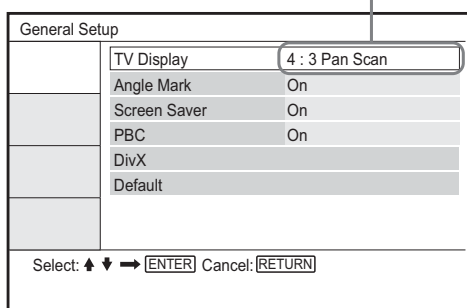 General Setup
TV Display 4 : 3 Pan Scan
Angle Mark On
Screen Saver On
PBC On
DivX
Default
Select: ↑ ↓ → ENTER Cancel: RETURN